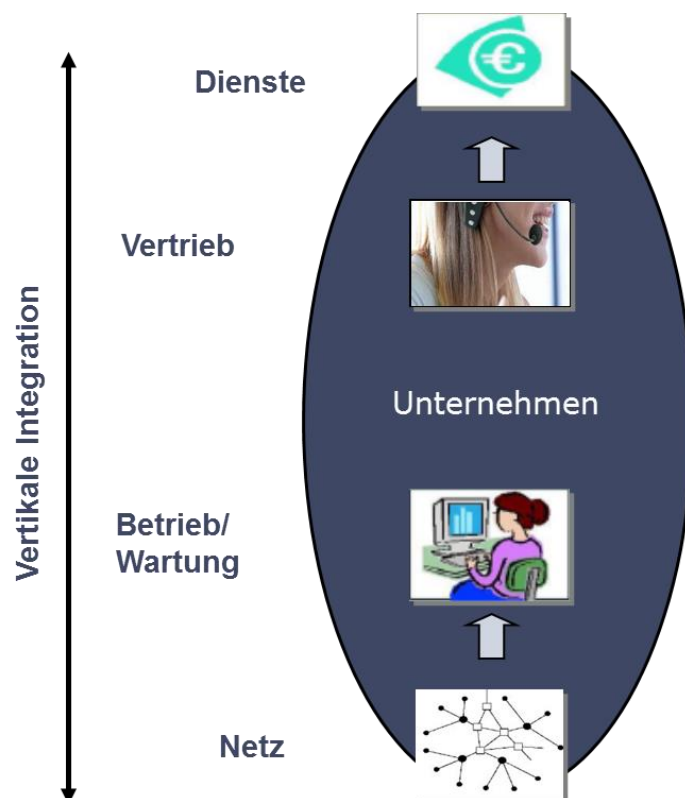 Dienste
Vertrieb
Vertikale Integration
Unternehmen
Betrieb/
Wartung
Netz